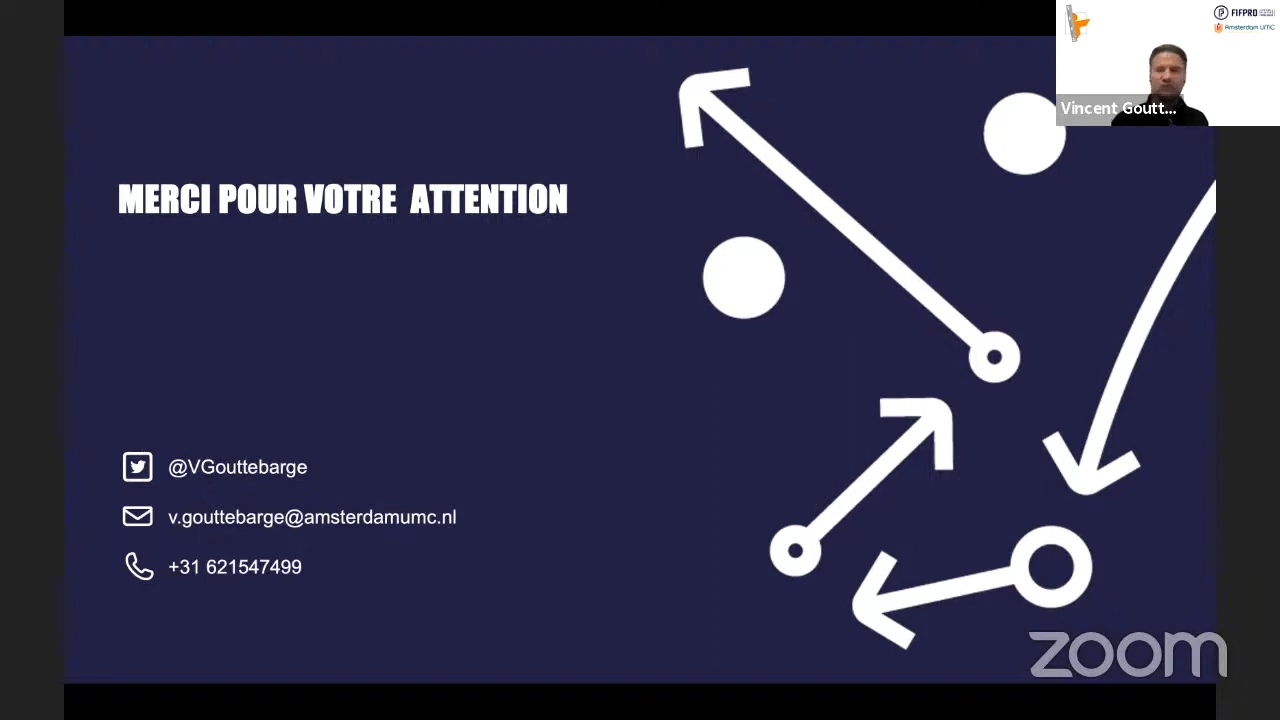 FIFPRO
Amsterdam UMC
Vincent Goutt...
MERCI POUR VOTRE ATTENTION
@VGouttebarge
v.gouttebarge@amsterdamumc.nl
+31 621547499
zoom